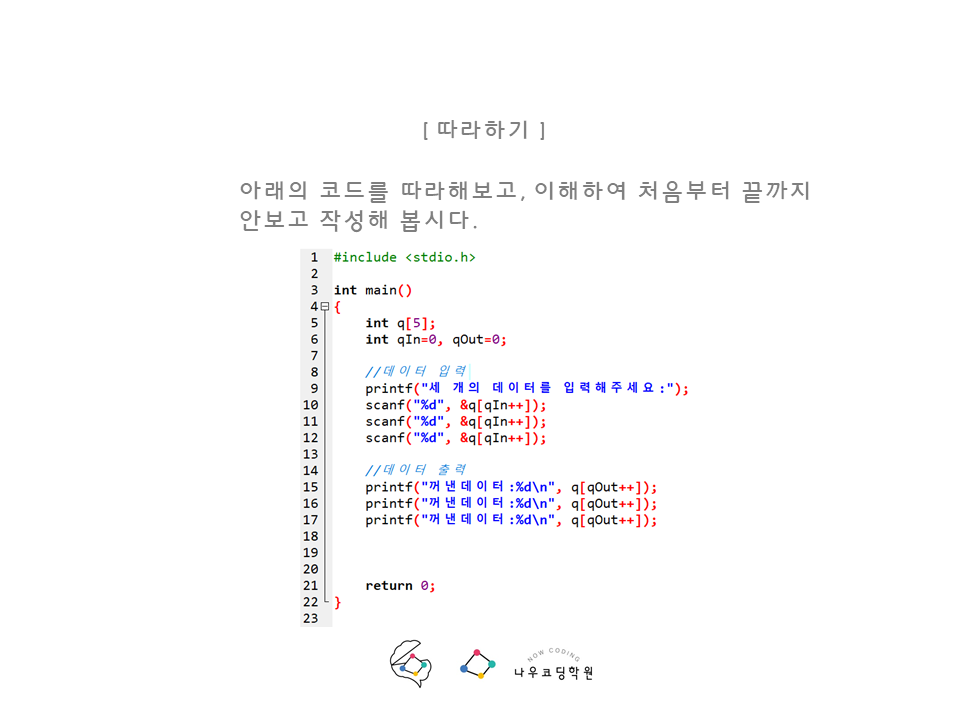 [ 따라하기 ]
아래의 코드를 따라해보고, 이해하여 처음부터 끝까지
안보고 작성해 봅시다.
1 #include <stdio.h>
2
3 int main()
4 {
5 int q[5];
6 int qIn=0, qOut=0;
7
8 //데이터 입력
9 printf("세 개의 데이터를 입력해주세요:");
10 scanf("%d", &q[qIn++]);
11 scanf("%d", &q[qIn++]);
12 scanf("%d", &q[qIn++]);
13
14 //데이터 출력
15 printf("꺼낸데이터:%d\n", q[qOut++]);
16 printf("꺼낸데이터:%d\n", q[qOut++]);
17 printf("꺼낸데이터:%d\n", q[qOut++]);
18
19
20
21 return 0;
22 }
23
NOW CODING
나우코딩학원